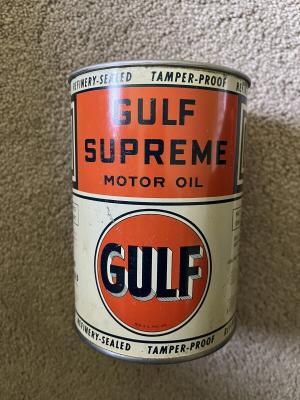 REFINERY-SEALED TAMPER-PROOF
GULF
SUPREME
MOTOR OIL
GULF
REFINERY-SEALED TAMPER-PROOF